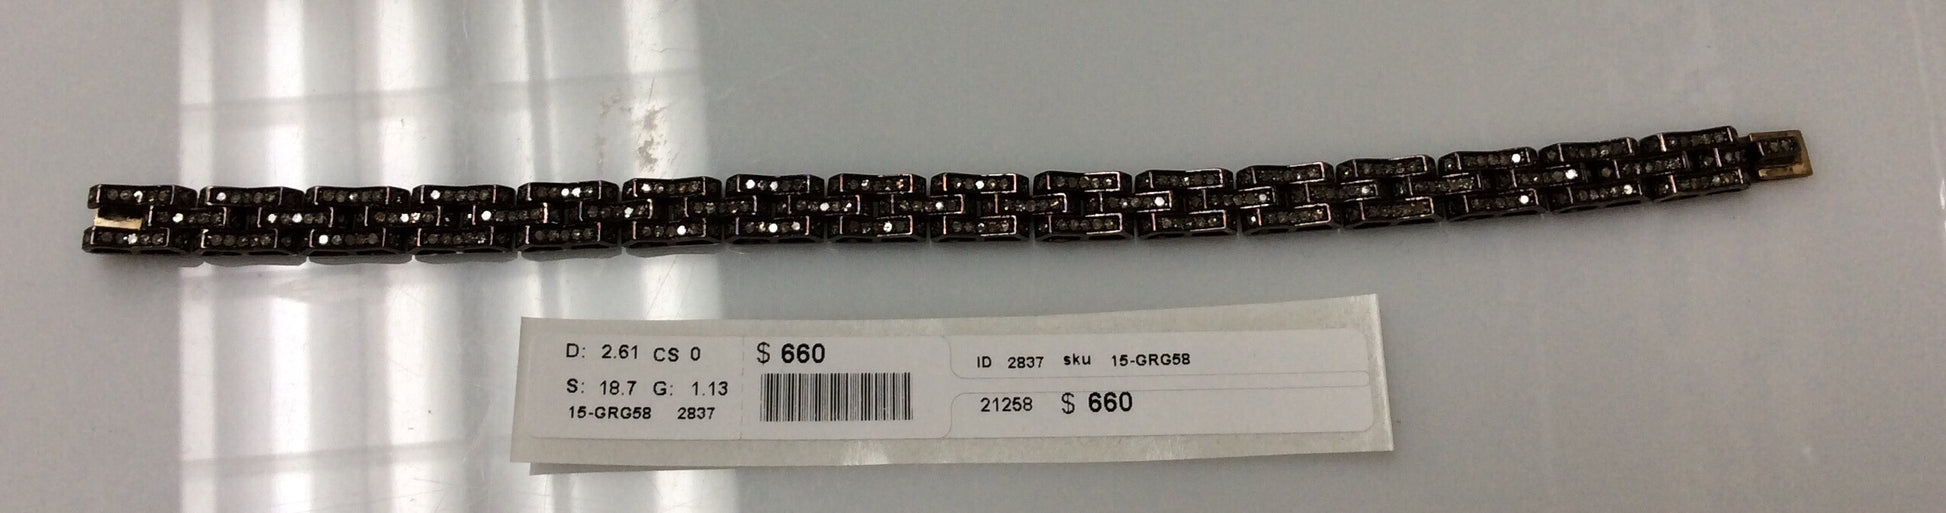 D: 2.61 CS 0
S: 18.7 G: 1.13
15-GRG58 2837
$ 660
ID 2837 sku 15-GRG58
21258 $ 660